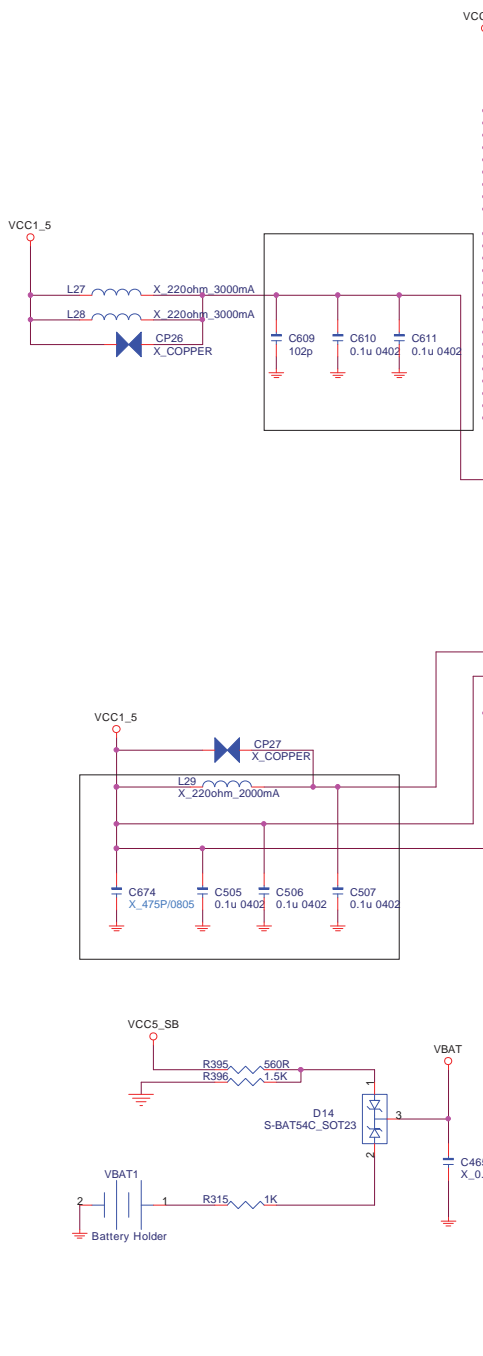 VCC
VCC1_5
L27 X_220ohm_3000mA
L28 X_220ohm_3000mA
CP26
X_COPPER
C609
102p
C610
0.1u 0402
C611
0.1u 0402
VCC1_5
CP27
X_COPPER
L29
X_220ohm_2000mA
C674
X_475P/0805
C505
0.1u 0402
C506
0.1u 0402
C507
0.1u 0402
VCC5_SB
R395 560R
R396 1.5K
VBAT
1
D14
S-BAT54C_SOT23
3
2
C465
X_0.
VBAT1
2
1
R315 1K
Battery Holder